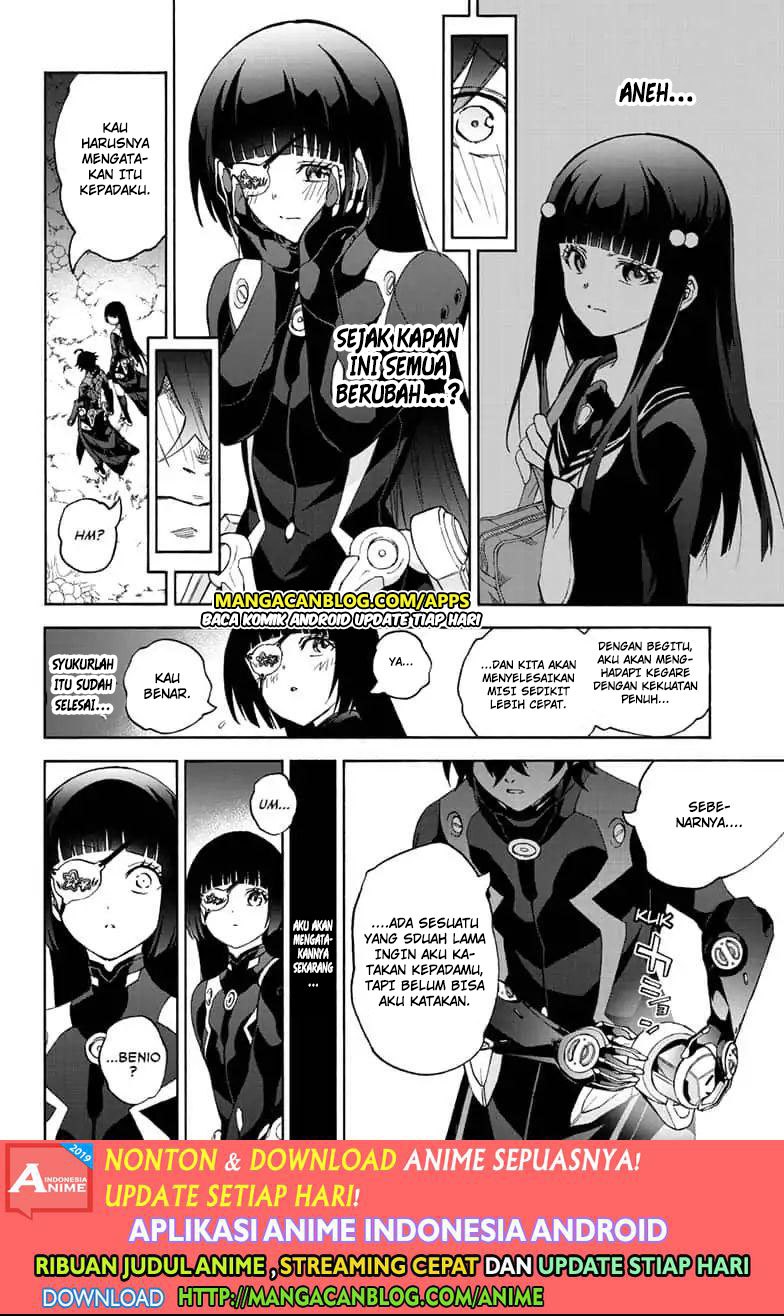 ANEH...
SEJAK KAPAN
INI SEMUA
BERUBAH...?
KAU
HARUSNYA
MENGATA-
KAN ITU
KEPADAKU.
HM?
MANGACANBLOG.COM/APPS
BACA KOMIK ANDROID UPDATE TIAP HARI
DENGAN BEGITU,
AKU AKAN MENG-
HADAPI KEGARE
DENGAN KEKUATAN
PENUH...
...DAN KITA AKAN
MENYELESAIKAN
MISI SEDIKIT
LEBIH CEPAT.
YA...
KAU
BENAR.
SYUKURLAH
ITU SUDAH
SELESAI...
SEBE-
NARNYA....
....ADA SESUATU
YANG SDUAH LAMA
INGIN AKU KA-
TAKAN KEPADAMU,
TAPI BELUM BISA
AKU KATAKAN.
KLIK
AKU AKAN
MENGATA-
KANNYA
SEKARANG
...
UM...
...BENIO
?
2019
INDONESIA
ANIME
NONTON & DOWNLOAD ANIME SEPUASNYA!
UPDATE SETIAP HARI!
APLIKASI ANIME INDONESIA ANDROID
RIBUAN JUDUL ANIME , STREAMING CEPAT DAN UPDATE STIAP HARI
DOWNLOAD HTTP://MANGACANBLOG.COM/ANIME